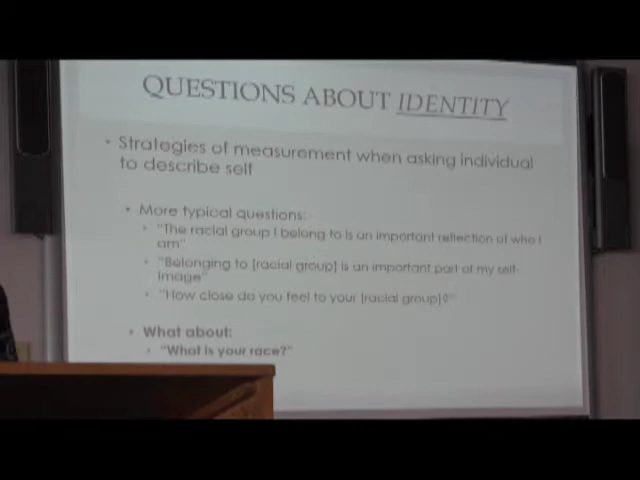 QUESTIONS ABOUT IDENTITY
• Strategies of measurement when asking individual
to describe self
• More typical questions:
• "The racial group I belong to is an important reflection of who I
am"
• "Belonging to [racial group] is an important part of my self-
image"
• "How close do you feel to your [racial group]?"
• What about:
• "What is your race?"